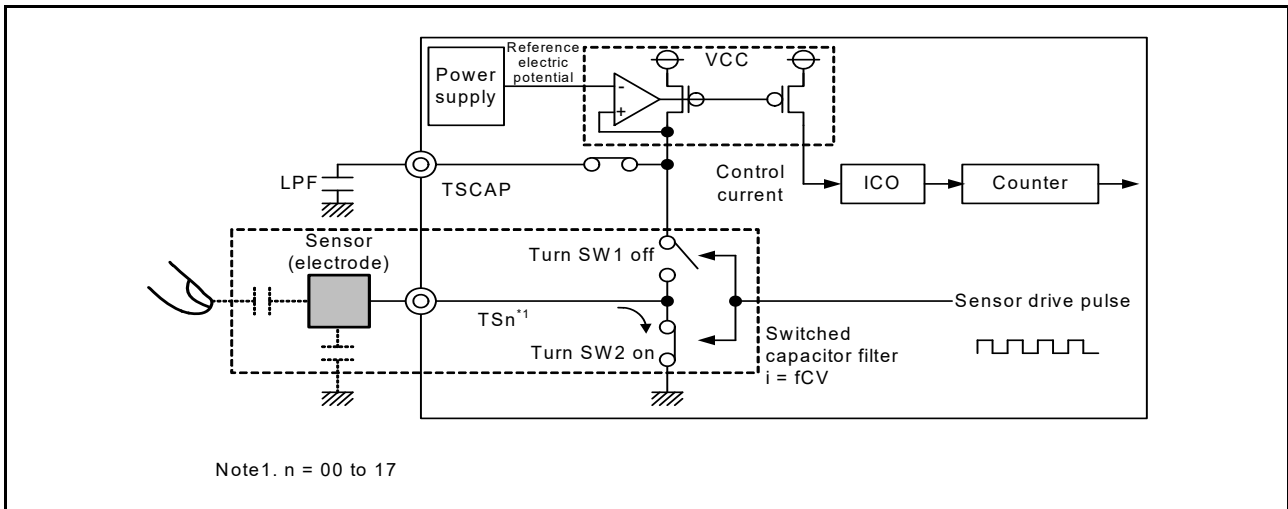 Power
supply
Reference
electric
potential
VCC
-
+
LPF
TSCAP
Control
current
ICO
Counter
Sensor
(electrode)
Turn SW1 off
TSn*1
Turn SW2 on
Sensor drive pulse
Switched
capacitor filter
i = fCV
Note1. n = 00 to 17